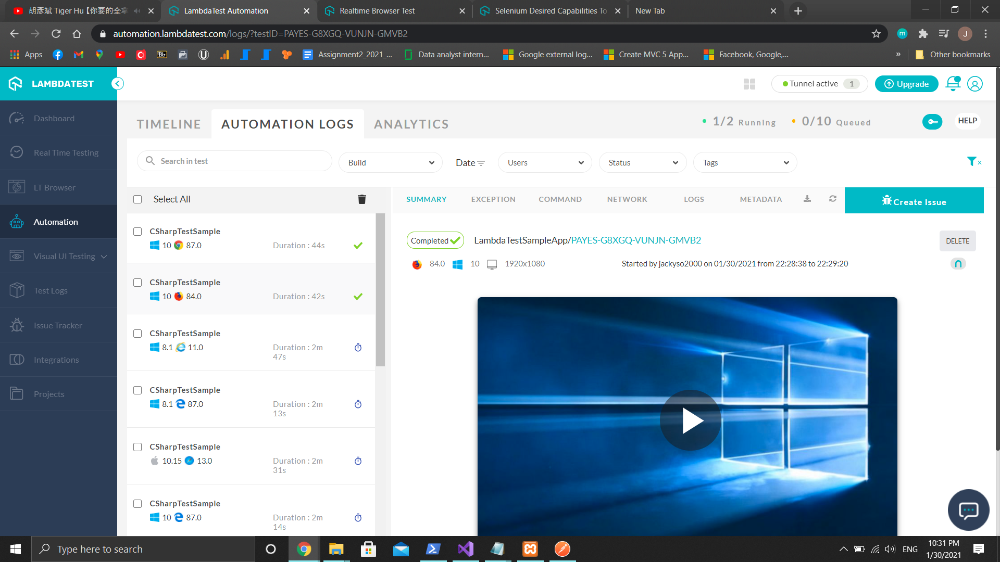 胡彥斌 Tiger Hu【你要的全拿
LambdaTest Automation
Realtime Browser Test
Selenium Desired Capabilities To
New Tab
automation.lambdatest.com/logs/?testID=PAYES-G8XGQ-VUNJN-GMVB2
m
J
Apps
Bb
Assignment2_2021_...
Data analyst intern...
Google external log...
Create MVC 5 App...
Facebook, Google,...
»
Other bookmarks
LAMBDATEST
Tunnel active 1
Upgrade
Dashboard
Real Time Testing
LT Browser
Automation
Visual UI Testing
Test Logs
Issue Tracker
Integrations
Projects
TIMELINE
AUTOMATION LOGS
ANALYTICS
1/2 Running
0/10 Queued
HELP
Search in test
Build
Date
Users
Status
Tags
Select All
CSharpTestSample
10 87.0
Duration : 44s
CSharpTestSample
10 84.0
Duration : 42s
CSharpTestSample
8.1 11.0
Duration : 2m
47s
CSharpTestSample
8.1 87.0
Duration : 2m
13s
CSharpTestSample
10.15 13.0
Duration : 2m
31s
CSharpTestSample
10 87.0
Duration : 2m
14s
SUMMARY
EXCEPTION
COMMAND
NETWORK
LOGS
METADATA
Create Issue
Completed
LambdaTestSampleApp/PAYES-G8XGQ-VUNJN-GMVB2
DELETE
84.0 10 1920x1080
Started by jackyso2000 on 01/30/2021 from 22:28:38 to 22:29:20
Type here to search
ENG
10:31 PM
1/30/2021